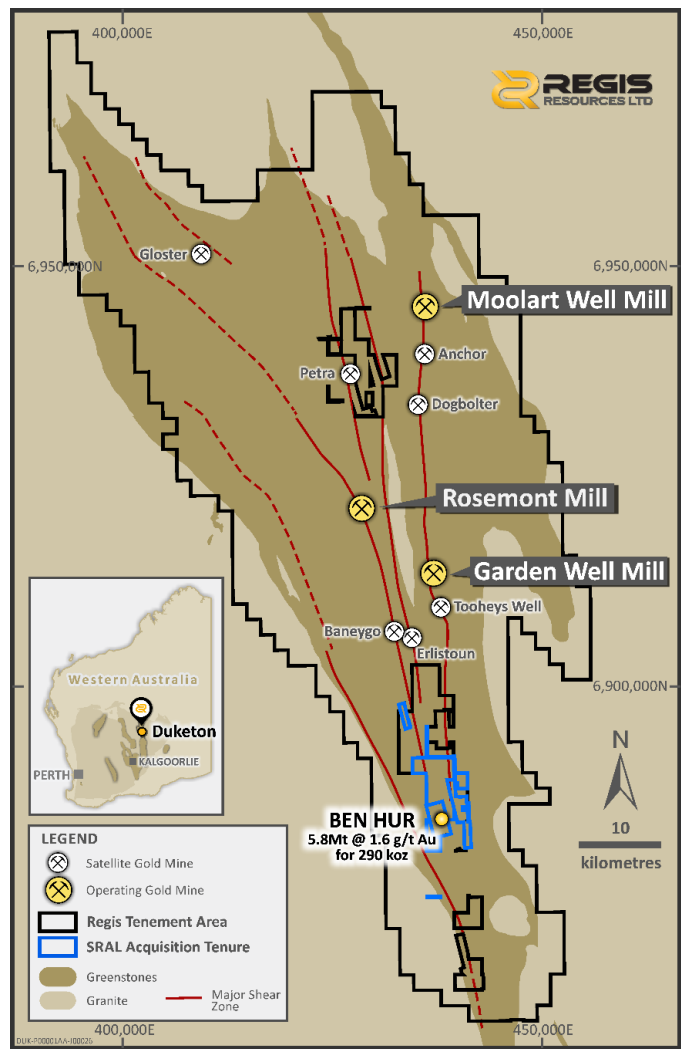 400,000E
450,000E
REGIS
RESOURCES LTD
Gloster
6,950,000N
6,950,000N
Moolart Well Mill
Anchor
Petra
Dogbolter
Rosemont Mill
Garden Well Mill
Tooheys Well
Baneygo
Erlistoun
Western Australia
Duketon
KALGOORLIE
PERTH
6,900,000N
N
10
kilometres
BEN HUR
5.8Mt @ 1.6 g/t Au
for 290 koz
LEGEND
Satellite Gold Mine
Operating Gold Mine
Regis Tenement Area
SRAL Acquisition Tenure
Greenstones
Granite
Major Shear
Zone
400,000E
450,000E